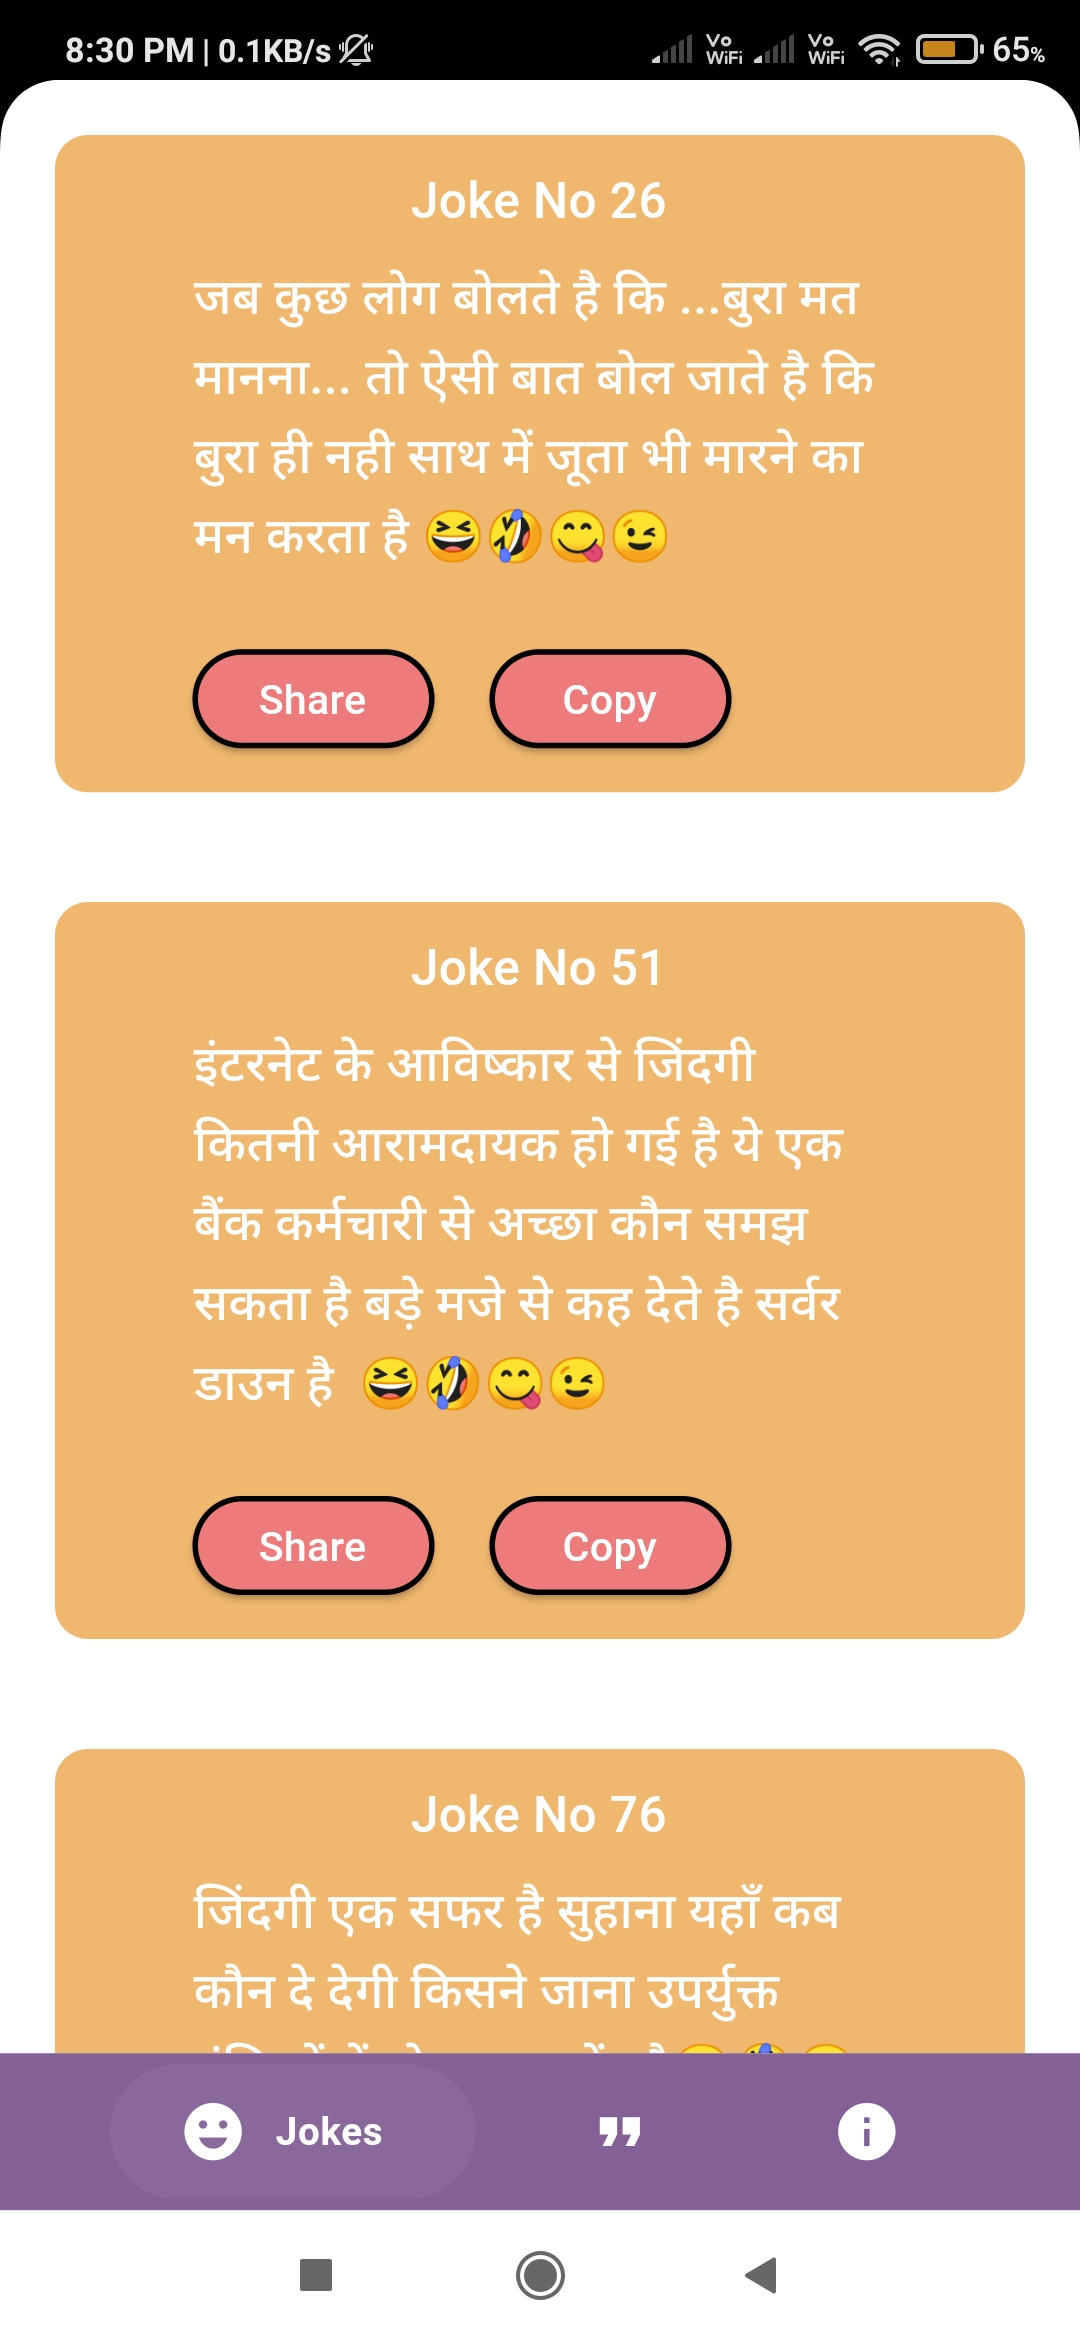 8:30 PM | 0.1KB/s
Vo WiFi Vo WiFi 65%
Joke No 26
जब कुछ लोग बोलते है कि ...बुरा मत
मानना... तो ऐसी बात बोल जाते है कि
बुरा ही नही साथ में जूता भी मारने का
मन करता है 😆🤣😋😉
Share Copy
Joke No 51
इंटरनेट के आविष्कार से जिंदगी
कितनी आरामदायक हो गई है ये एक
बैंक कर्मचारी से अच्छा कौन समझ
सकता है बड़े मजे से कह देते है सर्वर
डाउन है 😆🤣😋😉
Share Copy
Joke No 76
जिंदगी एक सफर है सुहाना यहाँ कब
कौन दे देगी किसने जाना उपर्युक्त
Jokes